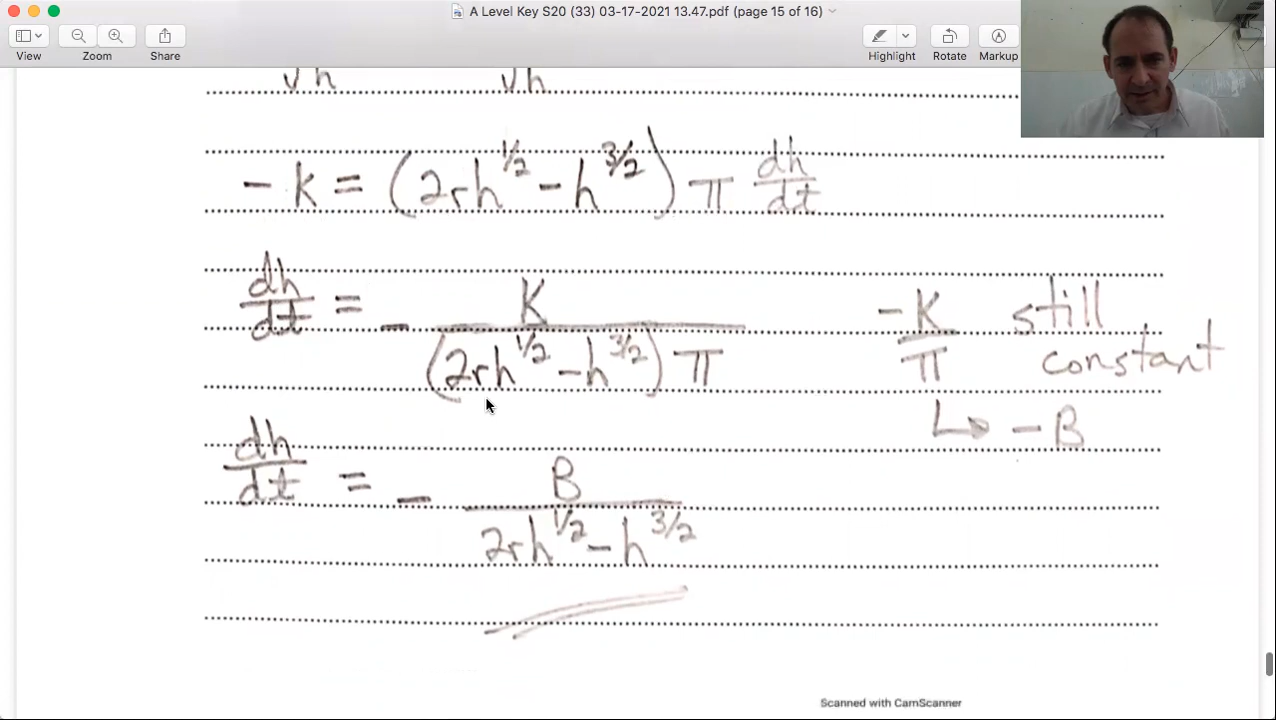 A Level Key S20 (33) 03-17-2021 13.47.pdf (page 15 of 16)
View Zoom Share Highlight Rotate Markup
√h √h
- k = (2rh^1/2 - h^3/2) π dh/dt
dh/dt = - K/((2rh^1/2 - h^3/2) π)
-K/π still constant
↳ -B
dh/dt = - B/(2rh^1/2 - h^3/2)
Scanned with CamScanner